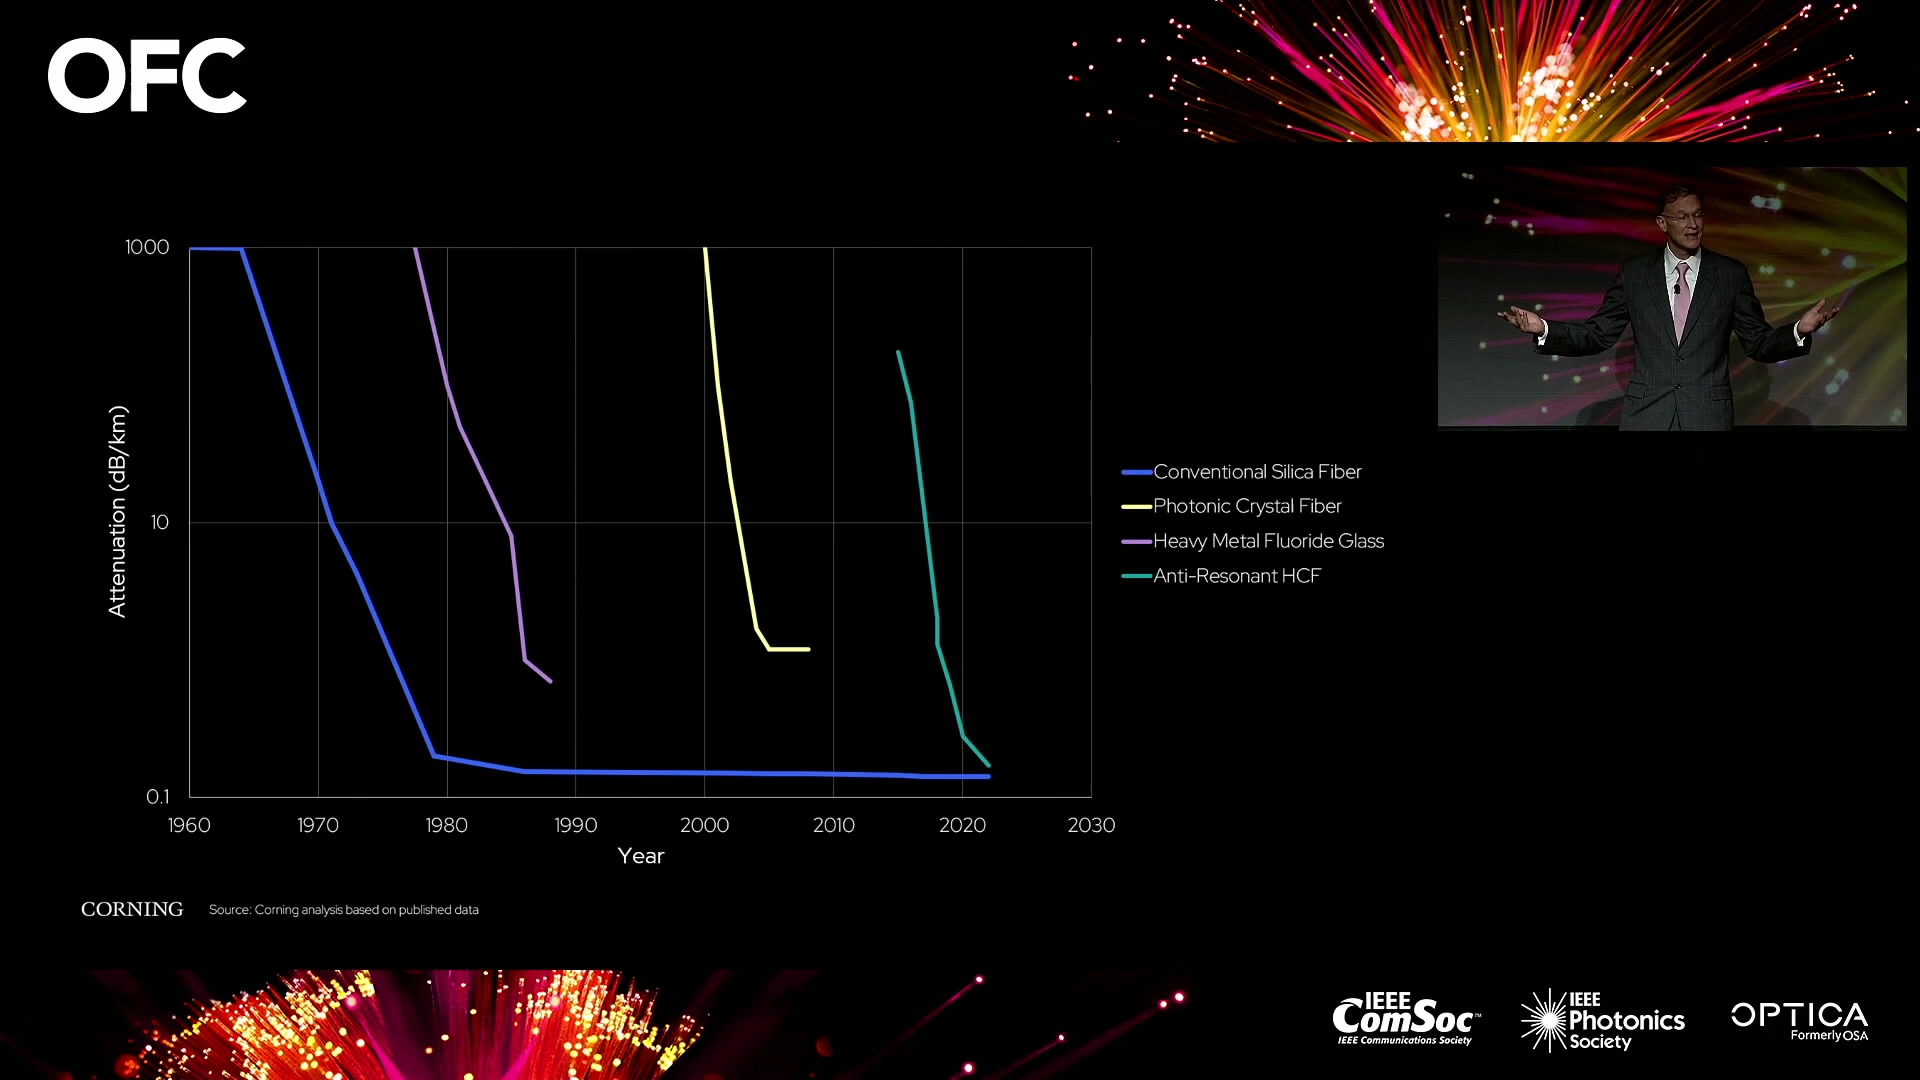 OFC
1000
10
0.1
Attenuation (dB/km)
1960 1970 1980 1990 2000 2010 2020 2030
Year
Conventional Silica Fiber
Photonic Crystal Fiber
Heavy Metal Fluoride Glass
Anti-Resonant HCF
CORNING
Source: Corning analysis based on published data
IEEE
ComSoc™
IEEE Communications Society
IEEE
Photonics
Society
OPTICA
Formerly OSA